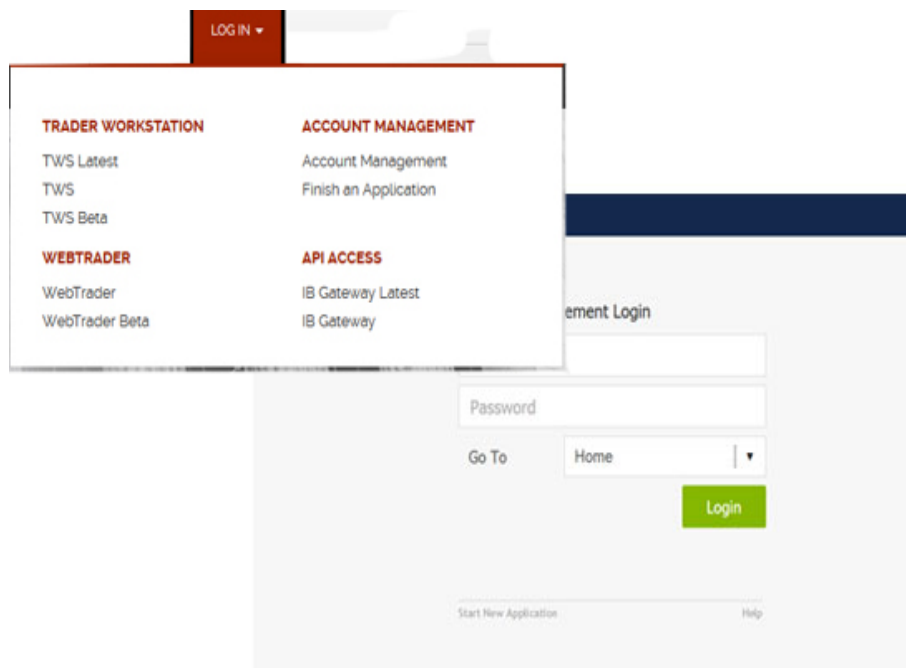 LOG IN
TRADER WORKSTATION
TWS Latest
TWS
TWS Beta
ACCOUNT MANAGEMENT
Account Management
Finish an Application
WEBTRADER
WebTrader
WebTrader Beta
API ACCESS
IB Gateway Latest
IB Gateway
ement Login
Password
Go To Home
Login
Start New Application Help